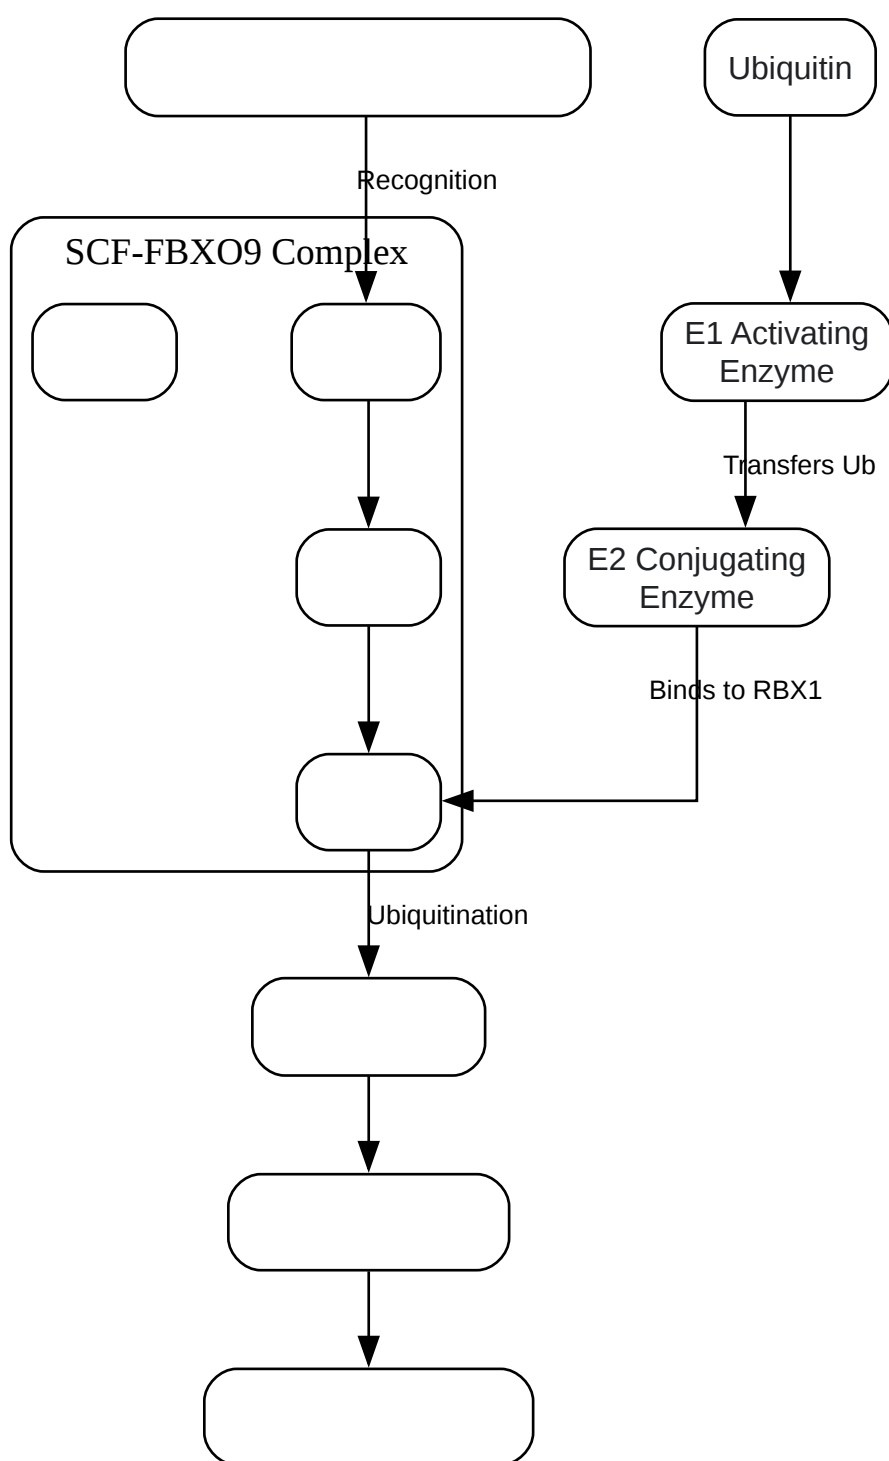 Ubiquitin
Recognition
SCF-FBXO9 Complex
E1 Activating
Enzyme
Transfers Ub
E2 Conjugating
Enzyme
Binds to RBX1
Ubiquitination